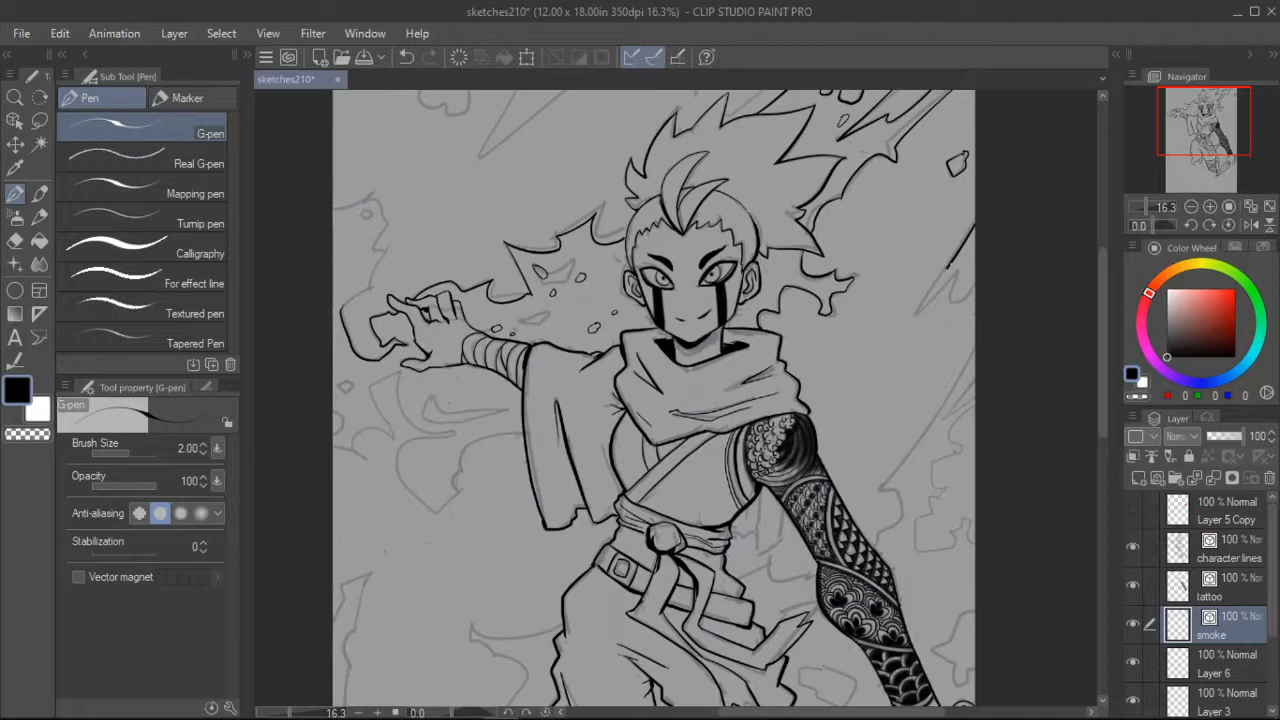 sketches210* (12.00 x 18.00in 350dpi 16.3%) - CLIP STUDIO PAINT PRO
File Edit Animation Layer Select View Filter Window Help
Sub Tool [Pen]
sketches210*
Navigator
Pen Marker
G-pen
Real G-pen
Mapping pen
Turnip pen
Calligraphy
For effect line
Textured pen
Tapered Pen
16.3
0.0
Color Wheel
Tool property [G-pen]
G-pen
Brush Size 2.00
Opacity 100
Anti-aliasing
Stabilization 0
Vector magnet
0 0 0
Layer
Norma 100
100 % Normal
Layer 5 Copy
100 % Nor
character lines
100 % Nor
tattoo
100 % Nor
smoke
100 % Normal
Layer 6
100 % Normal
Layer 3
16.3 0.0